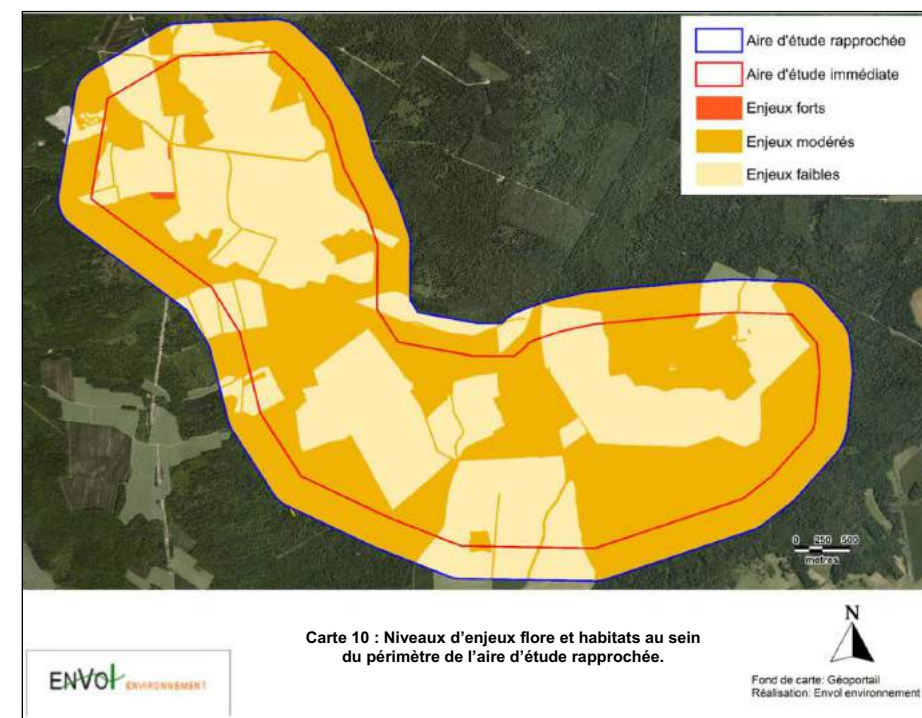 Aire d'étude rapprochée
Aire d'étude immédiate
Enjeux forts
Enjeux modérés
Enjeux faibles
0 250 500
metres
Carte 10 : Niveaux d'enjeux flore et habitats au sein
du périmètre de l'aire d'étude rapprochée.
N
ENVOL ENVIRONNEMENT
Fond de carte: Géoportail
Réalisation: Envol environnement